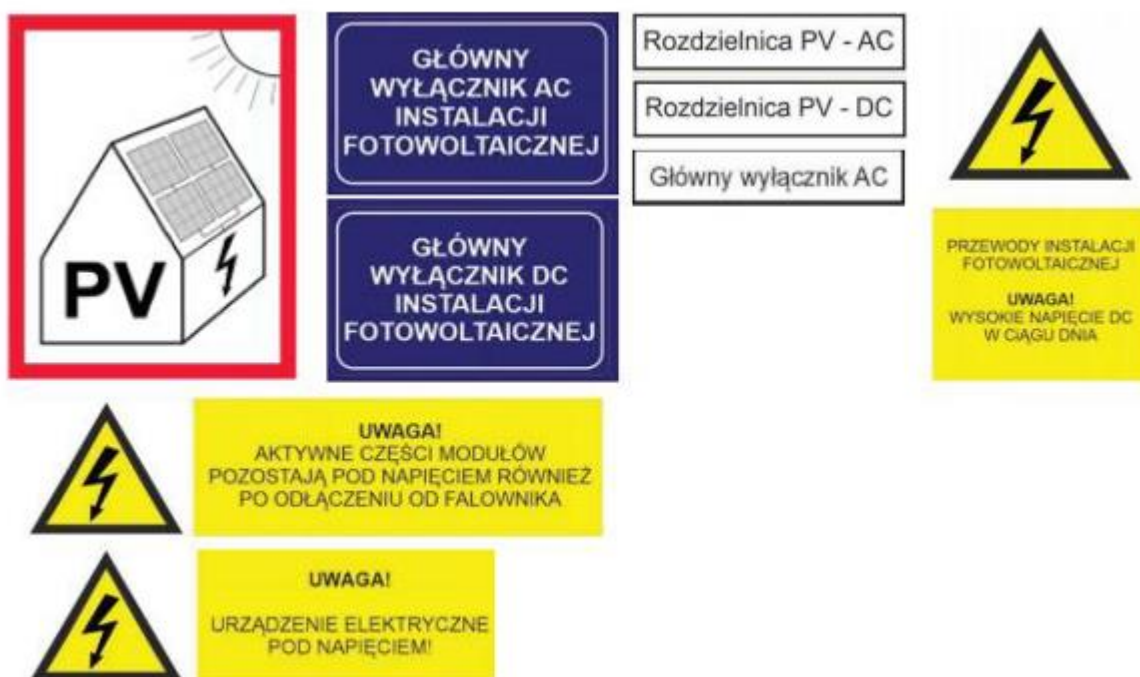 PV
GŁÓWNY
WYŁĄCZNIK AC
INSTALACJI
FOTOWOLTAICZNEJ
GŁÓWNY
WYŁĄCZNIK DC
INSTALACJI
FOTOWOLTAICZNEJ
Rozdzielnica PV - AC
Rozdzielnica PV - DC
Główny wyłącznik AC
PRZEWODY INSTALACJI
FOTOWOLTAICZNEJ
UWAGA!
WYSOKIE NAPIĘCIE DC
W CiĄGU DNIA
UWAGA!
AKTYWNE CZĘŚCI MODUŁÓW
POZOSTAJĄ POD NAPIĘCIEM RÓWNIEŻ
PO ODŁĄCZENIU OD FALOWNIKA
UWAGA!
URZĄDZENIE ELEKTRYCZNE
POD NAPIĘCIEM!